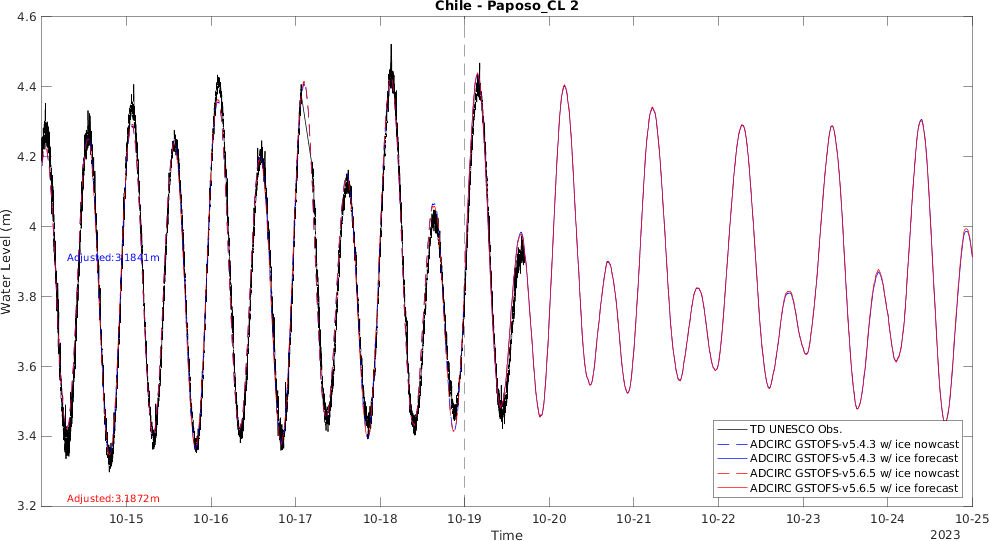 Chile - Paposo_CL 2
4.6
4.4
4.2
4
3.8
3.6
3.4
3.2
Water Level (m)
Adjusted:3.1841m
Adjusted:3.1872m
TD UNESCO Obs.
ADCIRC GSTOFS-v5.4.3 w/ ice nowcast
ADCIRC GSTOFS-v5.4.3 w/ ice forecast
ADCIRC GSTOFS-v5.6.5 w/ ice nowcast
ADCIRC GSTOFS-v5.6.5 w/ ice forecast
10-15 10-16 10-17 10-18 10-19 10-20 10-21 10-22 10-23 10-24 10-25
Time
2023